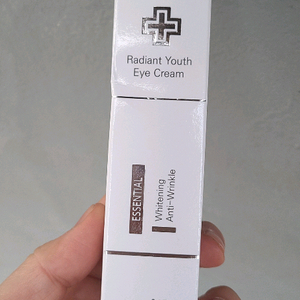 Radiant Youth
Eye Cream
ESSENTIAL
Whitening
Anti-Wrinkle